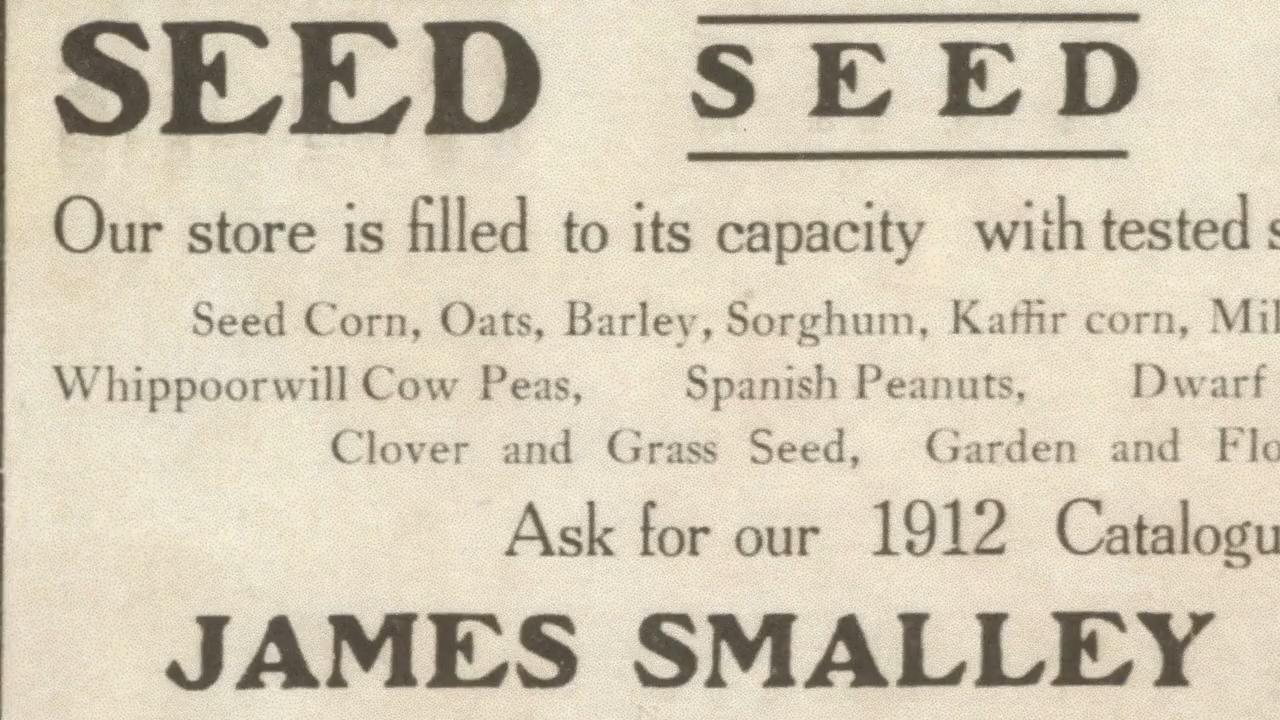 SEED SEED
Our store is filled to its capacity with tested
Seed Corn, Oats, Barley, Sorghum, Kaffir corn,
Whippoorwill Cow Peas, Spanish Peanuts, Dwarf
Clover and Grass Seed, Garden and
Ask for our 1912
JAMES SMALLEY